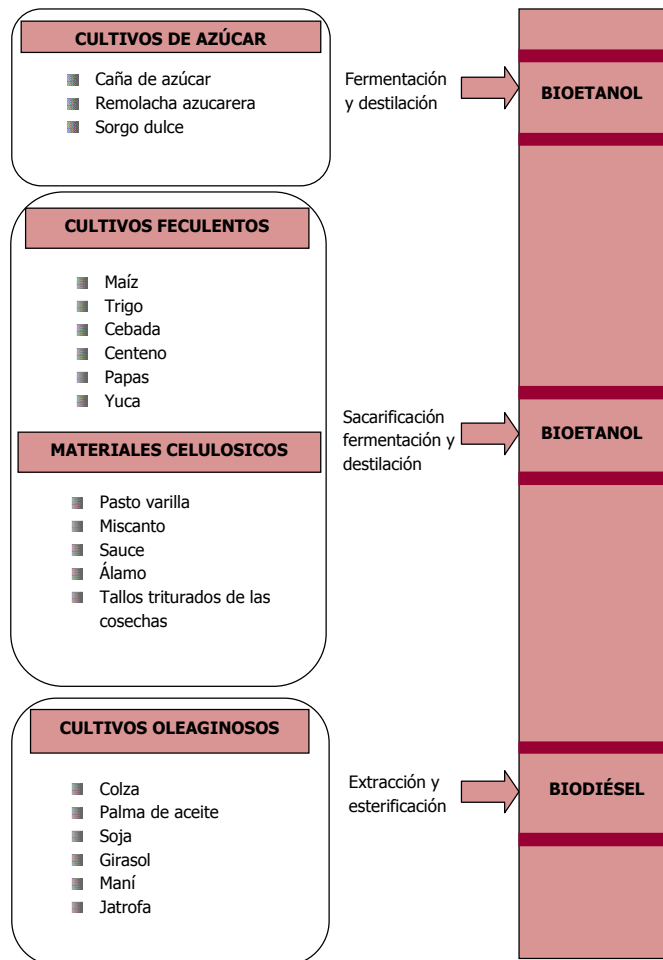 CULTIVOS DE AZÚCAR
Caña de azúcar
Remolacha azucarera
Sorgo dulce
Fermentación
y destilación
BIOETANOL
CULTIVOS FECULENTOS
Maíz
Trigo
Cebada
Centeno
Papas
Yuca
MATERIALES CELULOSICOS
Pasto varilla
Miscanto
Sauce
Álamo
Tallos triturados de las
cosechas
Sacarificación
fermentación y
destilación
BIOETANOL
CULTIVOS OLEAGINOSOS
Colza
Palma de aceite
Soja
Girasol
Maní
Jatrofa
Extracción y
esterificación
BIODIÉSEL